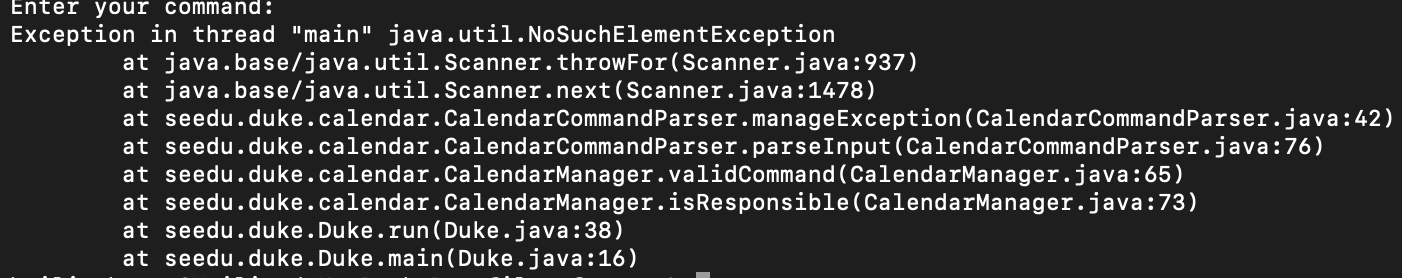 Enter your command:
Exception in thread "main" java.util.NoSuchElementException
at java.base/java.util.Scanner.throwFor(Scanner.java:937)
at java.base/java.util.Scanner.next(Scanner.java:1478)
at seedu.duke.calendar.CalendarCommandParser.manageException(CalendarCommandParser.java:42)
at seedu.duke.calendar.CalendarCommandParser.parseInput(CalendarCommandParser.java:76)
at seedu.duke.calendar.CalendarManager.validCommand(CalendarManager.java:65)
at seedu.duke.calendar.CalendarManager.isResponsible(CalendarManager.java:73)
at seedu.duke.Duke.run(Duke.java:38)
at seedu.duke.Duke.main(Duke.java:16)